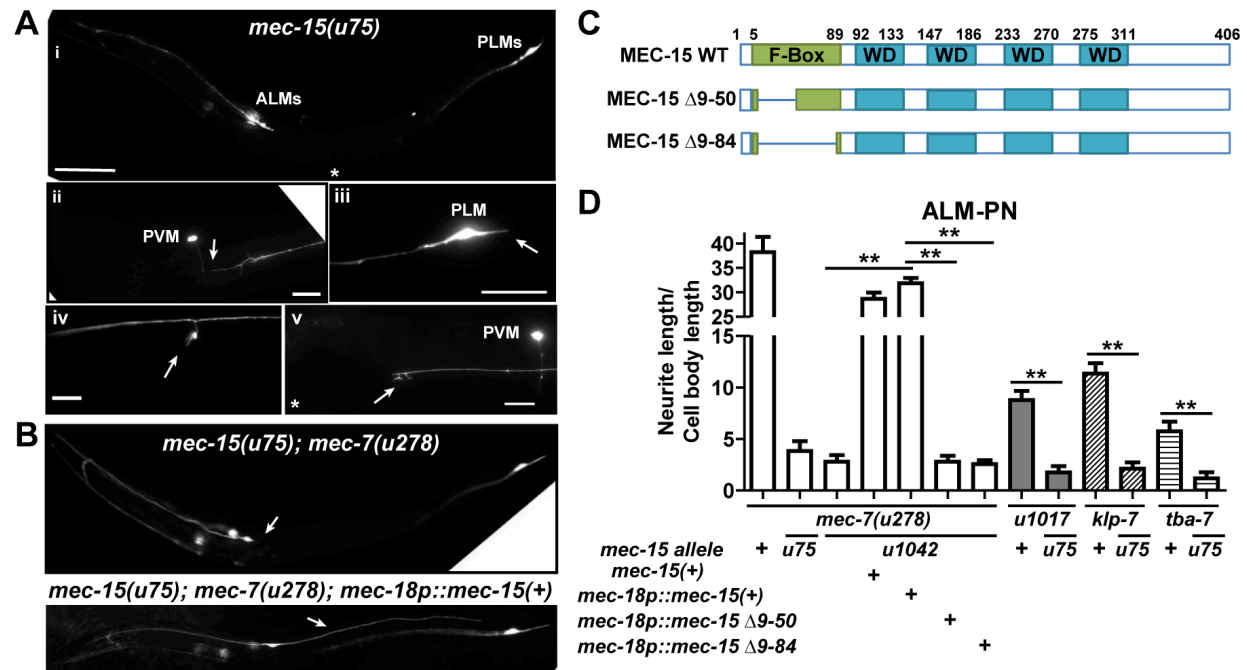 A
mec-15(u75)
i
ALMs
PLMs
*
ii
PVM
iii
PLM
iv
v
PVM
*
B
mec-15(u75); mec-7(u278)
mec-15(u75); mec-7(u278); mec-18p::mec-15(+)
C
1 5 89 92 133 147 186 233 270 275 311 406
MEC-15 WT F-Box WD WD WD WD
MEC-15 Δ9-50
MEC-15 Δ9-84
D
ALM-PN
Neurite length/
Cell body length
40
35
30
25
15
10
5
0
**
**
**
**
**
**
mec-7(u278) u1017 klp-7 tba-7
mec-15 allele + u75 u1042 + u75 + u75 + u75
mec-15(+) +
mec-18p::mec-15(+) +
mec-18p::mec-15 Δ9-50 +
mec-18p::mec-15 Δ9-84 +